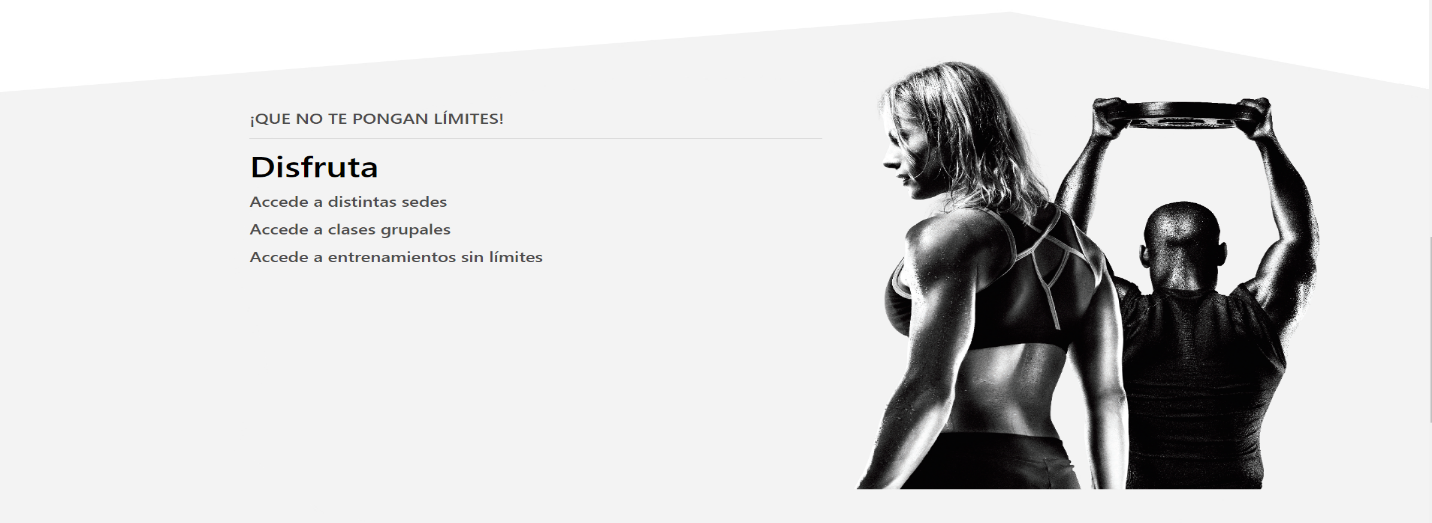 ¡QUE NO TE PONGAN LÍMITES!
Disfruta
Accede a distintas sedes
Accede a clases grupales
Accede a entrenamientos sin límites